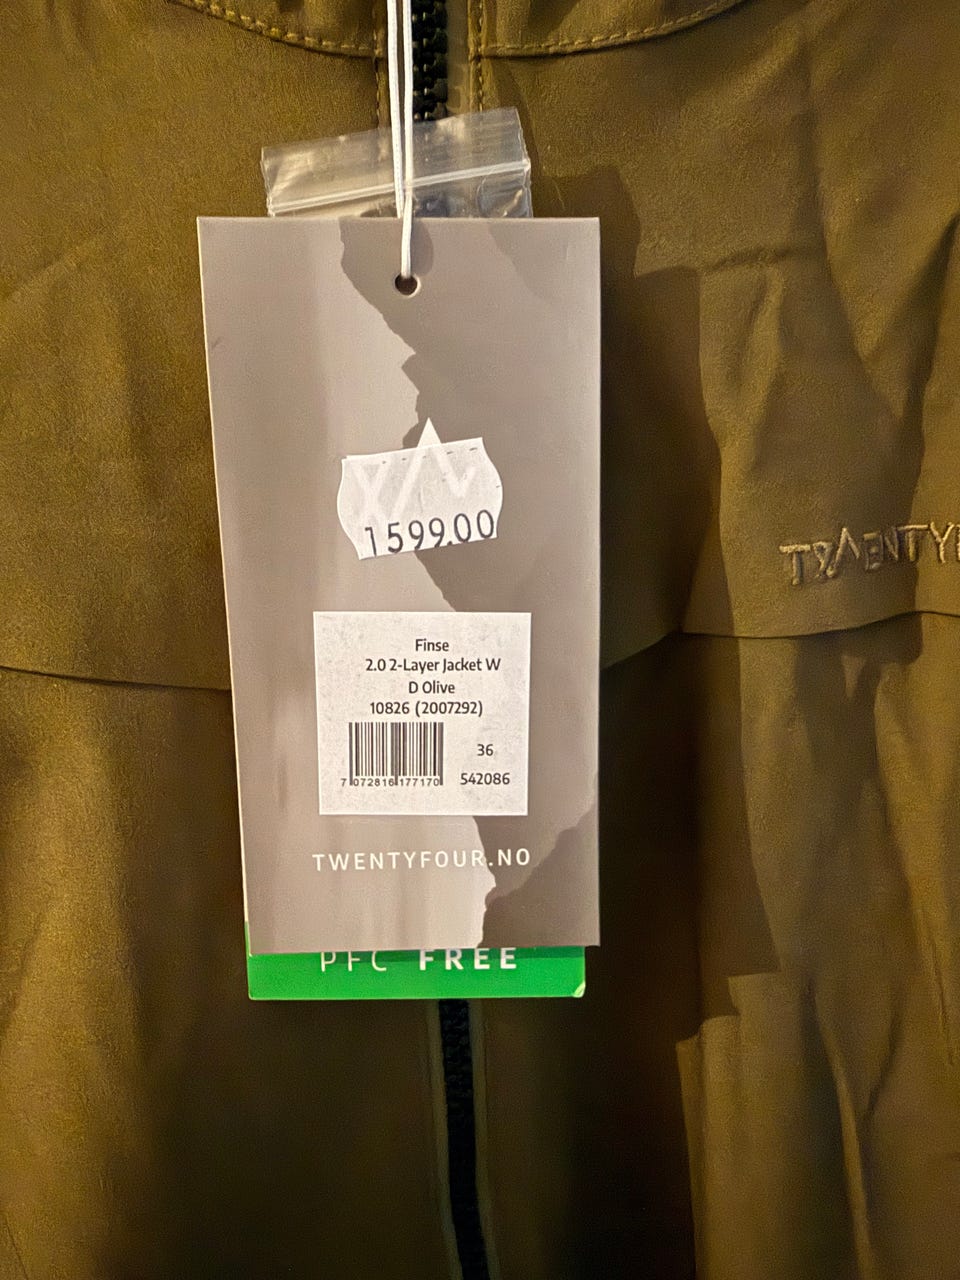 1599.00
TWENTY
Finse
2.0 2-Layer Jacket W
D Olive
10826 (2007292)
36
7 072816 177170
542086
TWENTYFOUR.NO
PFC FREE